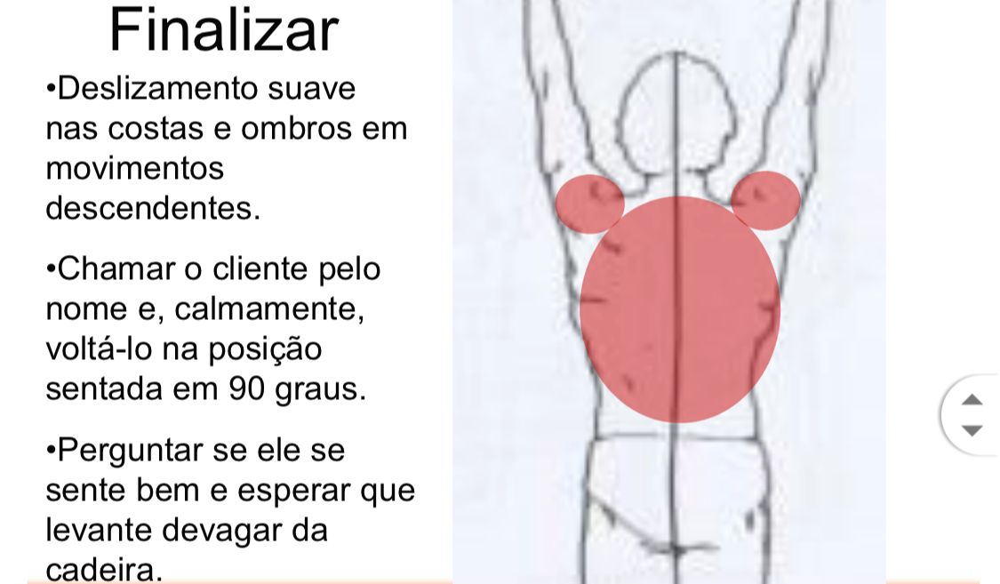 Finalizar
•Deslizamento suave
nas costas e ombros em
movimentos
descendentes.
•Chamar o cliente pelo
nome e, calmamente,
voltá-lo na posição
sentada em 90 graus.
•Perguntar se ele se
sente bem e esperar que
levante devagar da
cadeira.